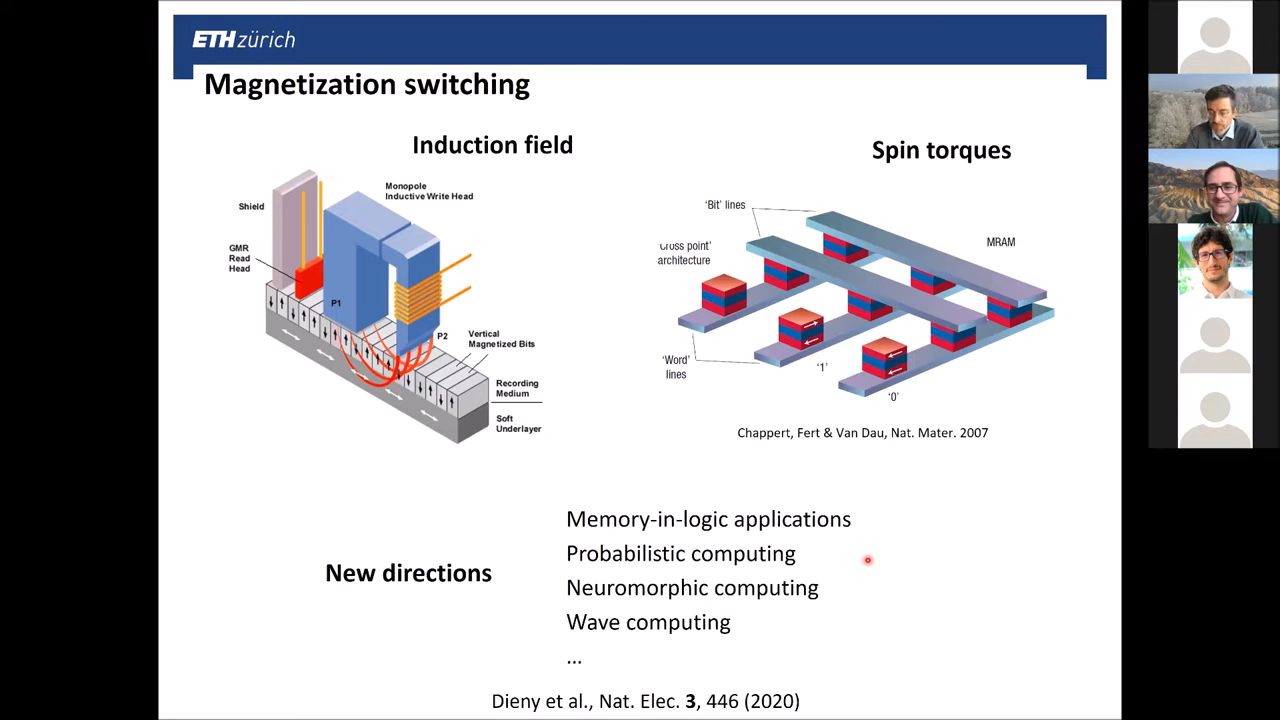 ETH zürich
Magnetization switching
Induction field
Spin torques
Monopole
Inductive Write Head
Shield
GMR
Read
Head
P1
P2
Vertical
Magnetized Bits
Recording
Medium
Soft
Underlayer
'Bit' lines
'Cross point'
architecture
MRAM
'Word'
lines
'1'
'0'
Chappert, Fert & Van Dau, Nat. Mater. 2007
New directions
Memory-in-logic applications
Probabilistic computing
Neuromorphic computing
Wave computing
...
Dieny et al., Nat. Elec. 3, 446 (2020)